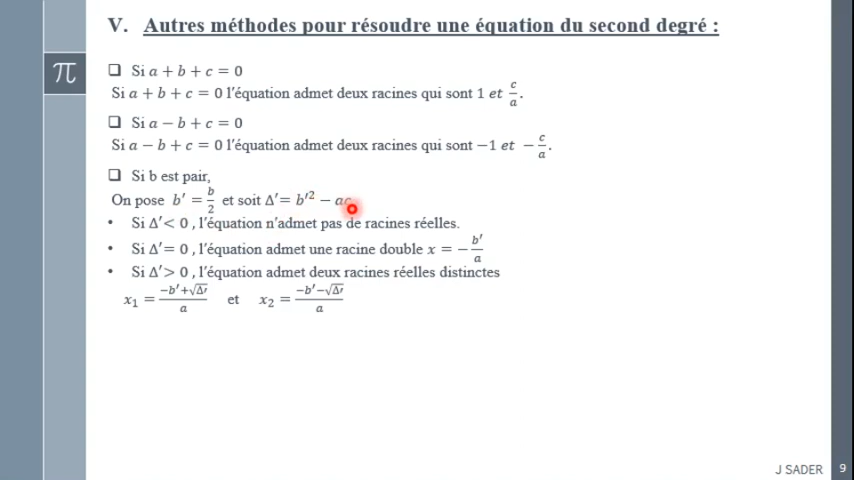 V. Autres méthodes pour résoudre une équation du second degré :
π
❑ Si a + b + c = 0
Si a + b + c = 0 l'équation admet deux racines qui sont 1 et c/a.
❑ Si a − b + c = 0
Si a − b + c = 0 l'équation admet deux racines qui sont −1 et − c/a.
❑ Si b est pair,
On pose b′ = b/2 et soit Δ′= b′² − ac
• Si Δ′< 0 , l'équation n'admet pas de racines réelles.
• Si Δ′= 0 , l'équation admet une racine double x = − b′/a
• Si Δ′> 0 , l'équation admet deux racines réelles distinctes
x₁ = (−b′+√Δ′)/a et x₂ = (−b′−√Δ′)/a
J SADER 9